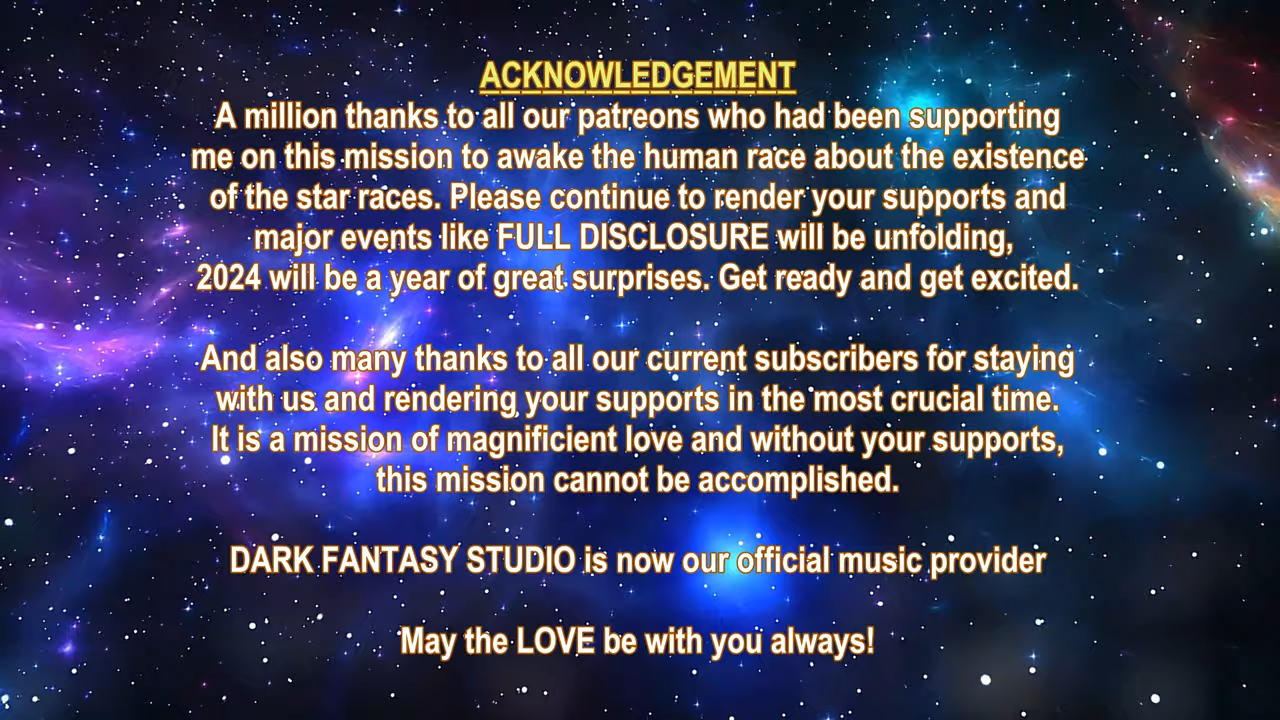 ACKNOWLEDGEMENT
A million thanks to all our patreons who had been supporting
me on this mission to awake the human race about the existence
of the star races. Please continue to render your supports and
major events like FULL DISCLOSURE will be unfolding,
2024 will be a year of great surprises. Get ready and get excited.
And also many thanks to all our current subscribers for staying
with us and rendering your supports in the most crucial time.
It is a mission of magnificient love and without your supports,
this mission cannot be accomplished.
DARK FANTASY STUDIO is now our official music provider
May the LOVE be with you always!